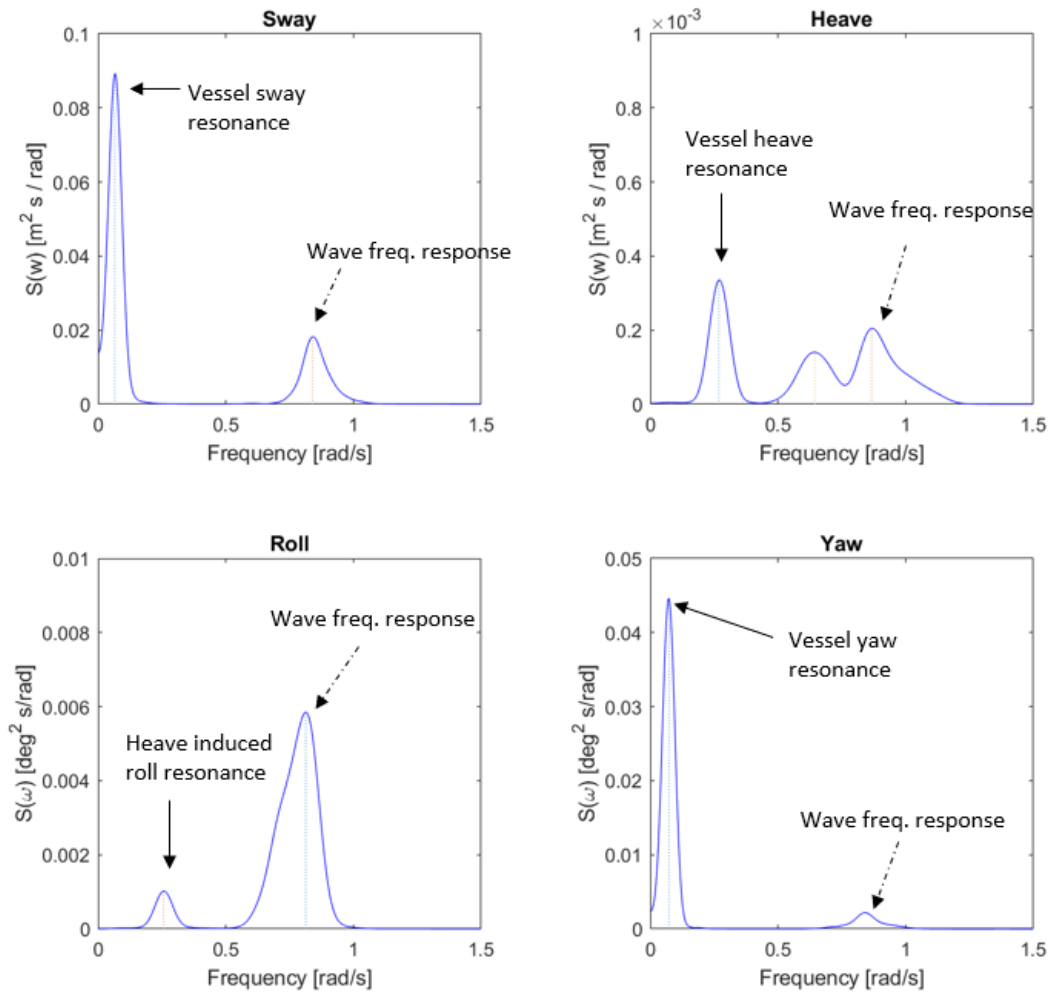 Sway
0.1
0.08
0.06
0.04
0.02
0
S(w) [m² s / rad]
Vessel sway
resonance
Wave freq. response
0 0.5 1 1.5
Frequency [rad/s]
×10⁻³
Heave
1
0.8
0.6
0.4
0.2
0
S(w) [m² s / rad]
Vessel heave
resonance
Wave freq. response
0 0.5 1 1.5
Frequency [rad/s]
Roll
0.01
0.008
0.006
0.004
0.002
0
S(ω) [deg² s/rad]
Wave freq. response
Heave induced
roll resonance
0 0.5 1 1.5
Frequency [rad/s]
Yaw
0.05
0.04
0.03
0.02
0.01
0
S(ω) [deg² s/rad]
Vessel yaw
resonance
Wave freq. response
0 0.5 1 1.5
Frequency [rad/s]